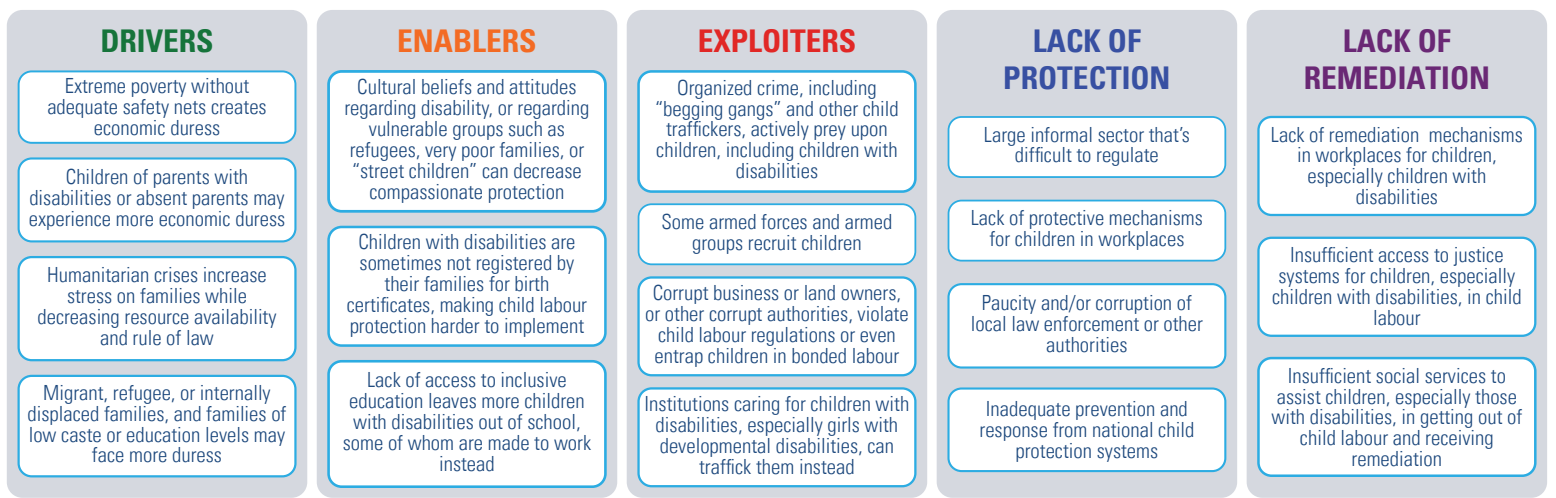 DRIVERS
Extreme poverty without
adequate safety nets creates
economic duress
Children of parents with
disabilities or absent parents may
experience more economic duress
Humanitarian crises increase
stress on families while
decreasing resource availability
and rule of law
Migrant, refugee, or internally
displaced families, and families of
low caste or education levels may
face more duress
ENABLERS
Cultural beliefs and attitudes
regarding disability, or regarding
vulnerable groups such as
refugees, very poor families, or
“street children” can decrease
compassionate protection
Children with disabilities are
sometimes not registered by
their families for birth
certificates, making child labour
protection harder to implement
Lack of access to inclusive
education leaves more children
with disabilities out of school,
some of whom are made to work
instead
EXPLOITERS
Organized crime, including
“begging gangs” and other child
traffickers, actively prey upon
children, including children with
disabilities
Some armed forces and armed
groups recruit children
Corrupt business or land owners,
or other corrupt authorities, violate
child labour regulations or even
entrap children in bonded labour
Institutions caring for children with
disabilities, especially girls with
developmental disabilities, can
traffick them instead
LACK OF
PROTECTION
Large informal sector that’s
difficult to regulate
Lack of protective mechanisms
for children in workplaces
Paucity and/or corruption of
local law enforcement or other
authorities
Inadequate prevention and
response from national child
protection systems
LACK OF
REMEDIATION
Lack of remediation mechanisms
in workplaces for children,
especially children with
disabilities
Insufficient access to justice
systems for children, especially
children with disabilities, in child
labour
Insufficient social services to
assist children, especially those
with disabilities, in getting out of
child labour and receiving
remediation